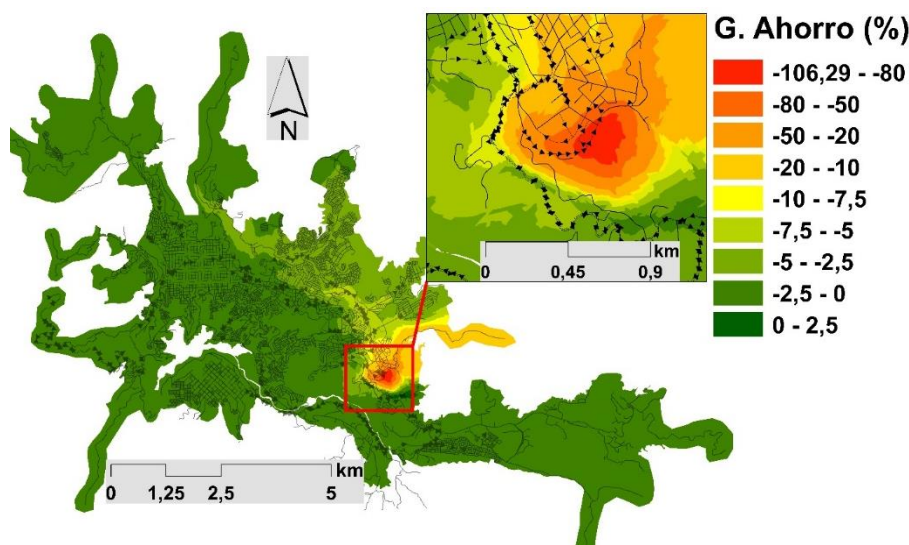 G. Ahorro (%)
-106,29 - -80
-80 - -50
-50 - -20
-20 - -10
-10 - -7,5
-7,5 - -5
-5 - -2,5
-2,5 - 0
0 - 2,5
N
km
0 0,45 0,9
km
0 1,25 2,5 5